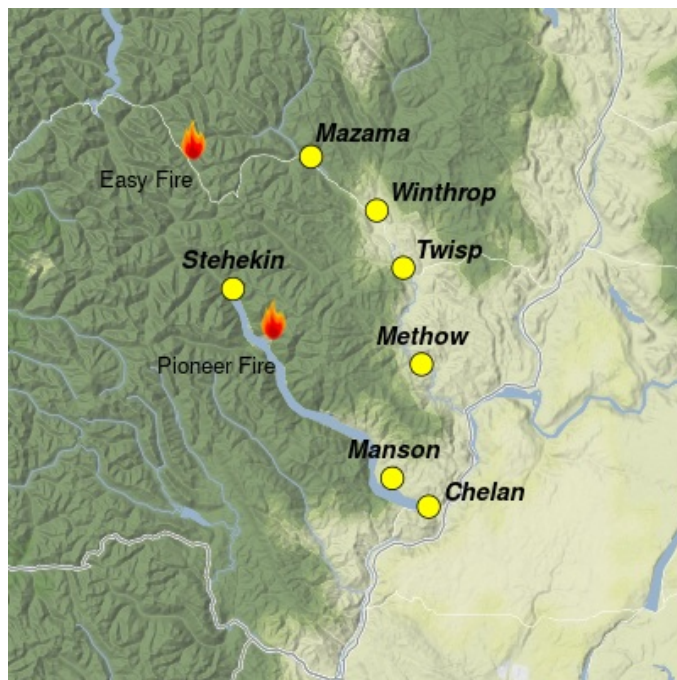 Mazama
Easy Fire
Winthrop
Twisp
Stehekin
Methow
Pioneer Fire
Manson
Chelan